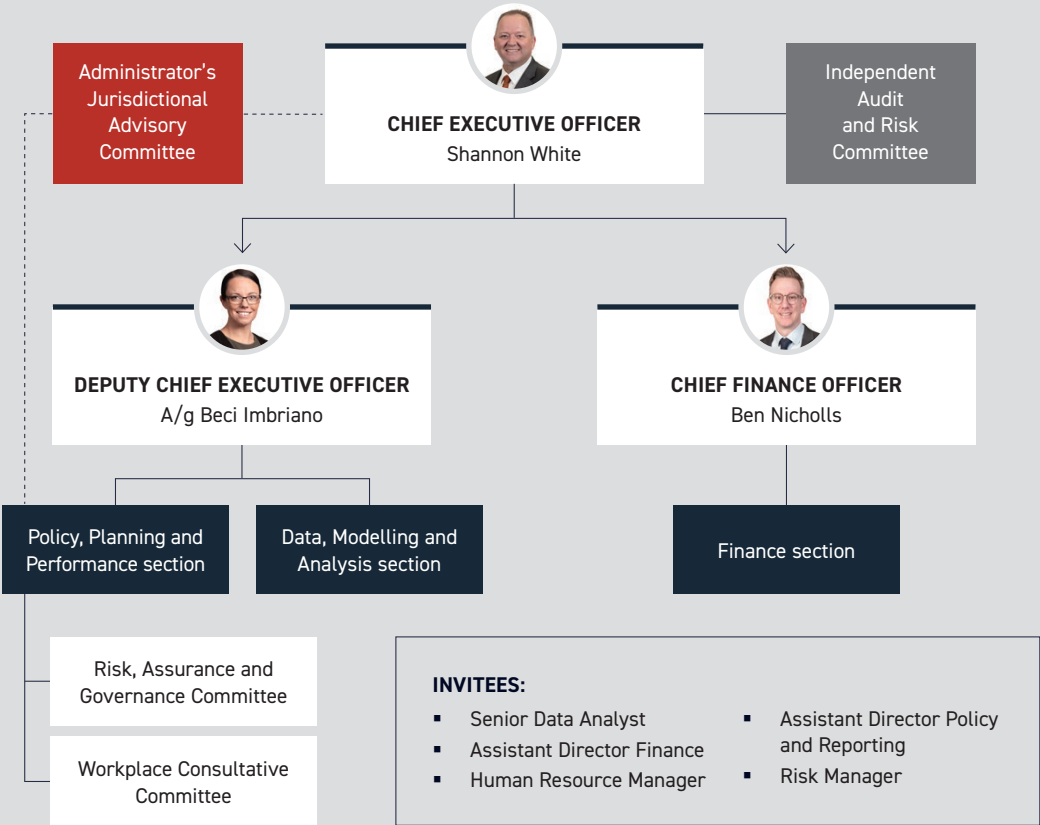 Administrator's
Jurisdictional
Advisory
Committee
CHIEF EXECUTIVE OFFICER
Shannon White
Independent
Audit
and Risk
Committee
DEPUTY CHIEF EXECUTIVE OFFICER
A/g Beci Imbriano
CHIEF FINANCE OFFICER
Ben Nicholls
Policy, Planning and
Performance section
Data, Modelling and
Analysis section
Finance section
Risk, Assurance and
Governance Committee
Workplace Consultative
Committee
INVITEES:
▪ Senior Data Analyst
▪ Assistant Director Finance
▪ Human Resource Manager
▪ Assistant Director Policy
and Reporting
▪ Risk Manager